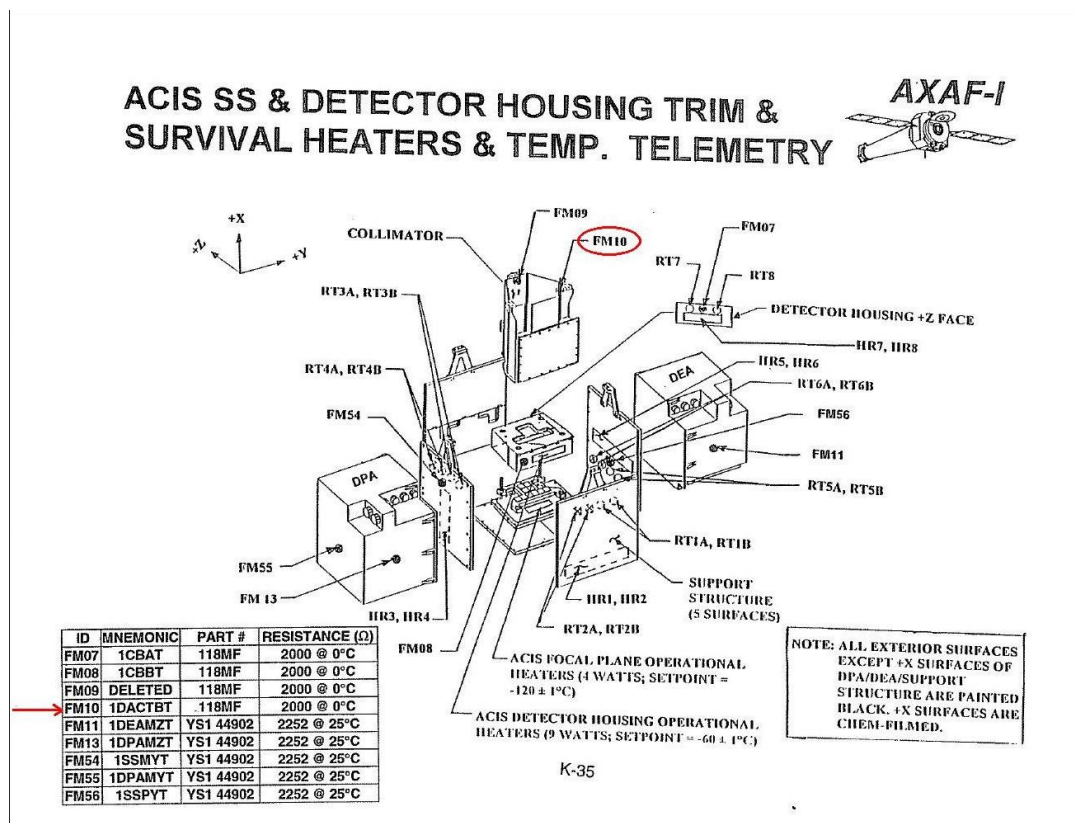 ACIS SS & DETECTOR HOUSING TRIM &
SURVIVAL HEATERS & TEMP. TELEMETRY
AXAF-I
+X
+Z
+Y
COLLIMATOR
FM09
FM10
FM07
RT7
RT8
DETECTOR HOUSING +Z FACE
HR7, HR8
RT3A, RT3B
RT4A, RT4B
FM54
HR5, HR6
RT6A, RT6B
DEA
FM56
FM11
RT5A, RT5B
DPA
RT1A, RT1B
FM55
FM 13
HR3, HR4
FM08
HR1, HR2
RT2A, RT2B
SUPPORT
STRUCTURE
(5 SURFACES)
ACIS FOCAL PLANE OPERATIONAL
HEATERS (4 WATTS; SETPOINT =
-120 ± 1°C)
ACIS DETECTOR HOUSING OPERATIONAL
HEATERS (9 WATTS; SETPOINT = -60 ± 1°C)
NOTE: ALL EXTERIOR SURFACES
EXCEPT +X SURFACES OF
DPA/DEA/SUPPORT
STRUCTURE ARE PAINTED
BLACK. +X SURFACES ARE
CHEM-FILMED.
ID MNEMONIC PART # RESISTANCE (Ω)
FM07 1CBAT 118MF 2000 @ 0°C
FM08 1CBBT 118MF 2000 @ 0°C
FM09 DELETED 118MF 2000 @ 0°C
FM10 1DACTBT 118MF 2000 @ 0°C
FM11 1DEAMZT YS1 44902 2252 @ 25°C
FM13 1DPAMZT YS1 44902 2252 @ 25°C
FM54 1SSMYT YS1 44902 2252 @ 25°C
FM55 1DPAMYT YS1 44902 2252 @ 25°C
FM56 1SSPYT YS1 44902 2252 @ 25°C
K-35